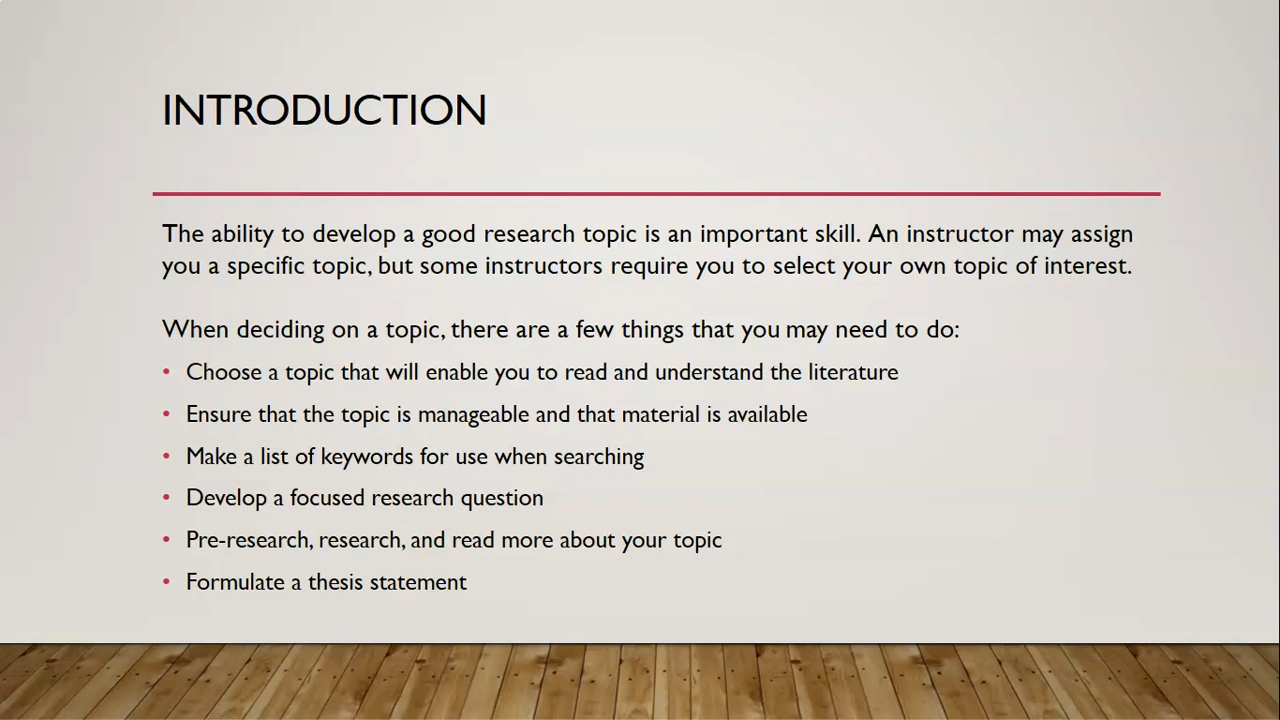 INTRODUCTION
The ability to develop a good research topic is an important skill. An instructor may assign
you a specific topic, but some instructors require you to select your own topic of interest.
When deciding on a topic, there are a few things that you may need to do:
• Choose a topic that will enable you to read and understand the literature
• Ensure that the topic is manageable and that material is available
• Make a list of keywords for use when searching
• Develop a focused research question
• Pre-research, research, and read more about your topic
• Formulate a thesis statement